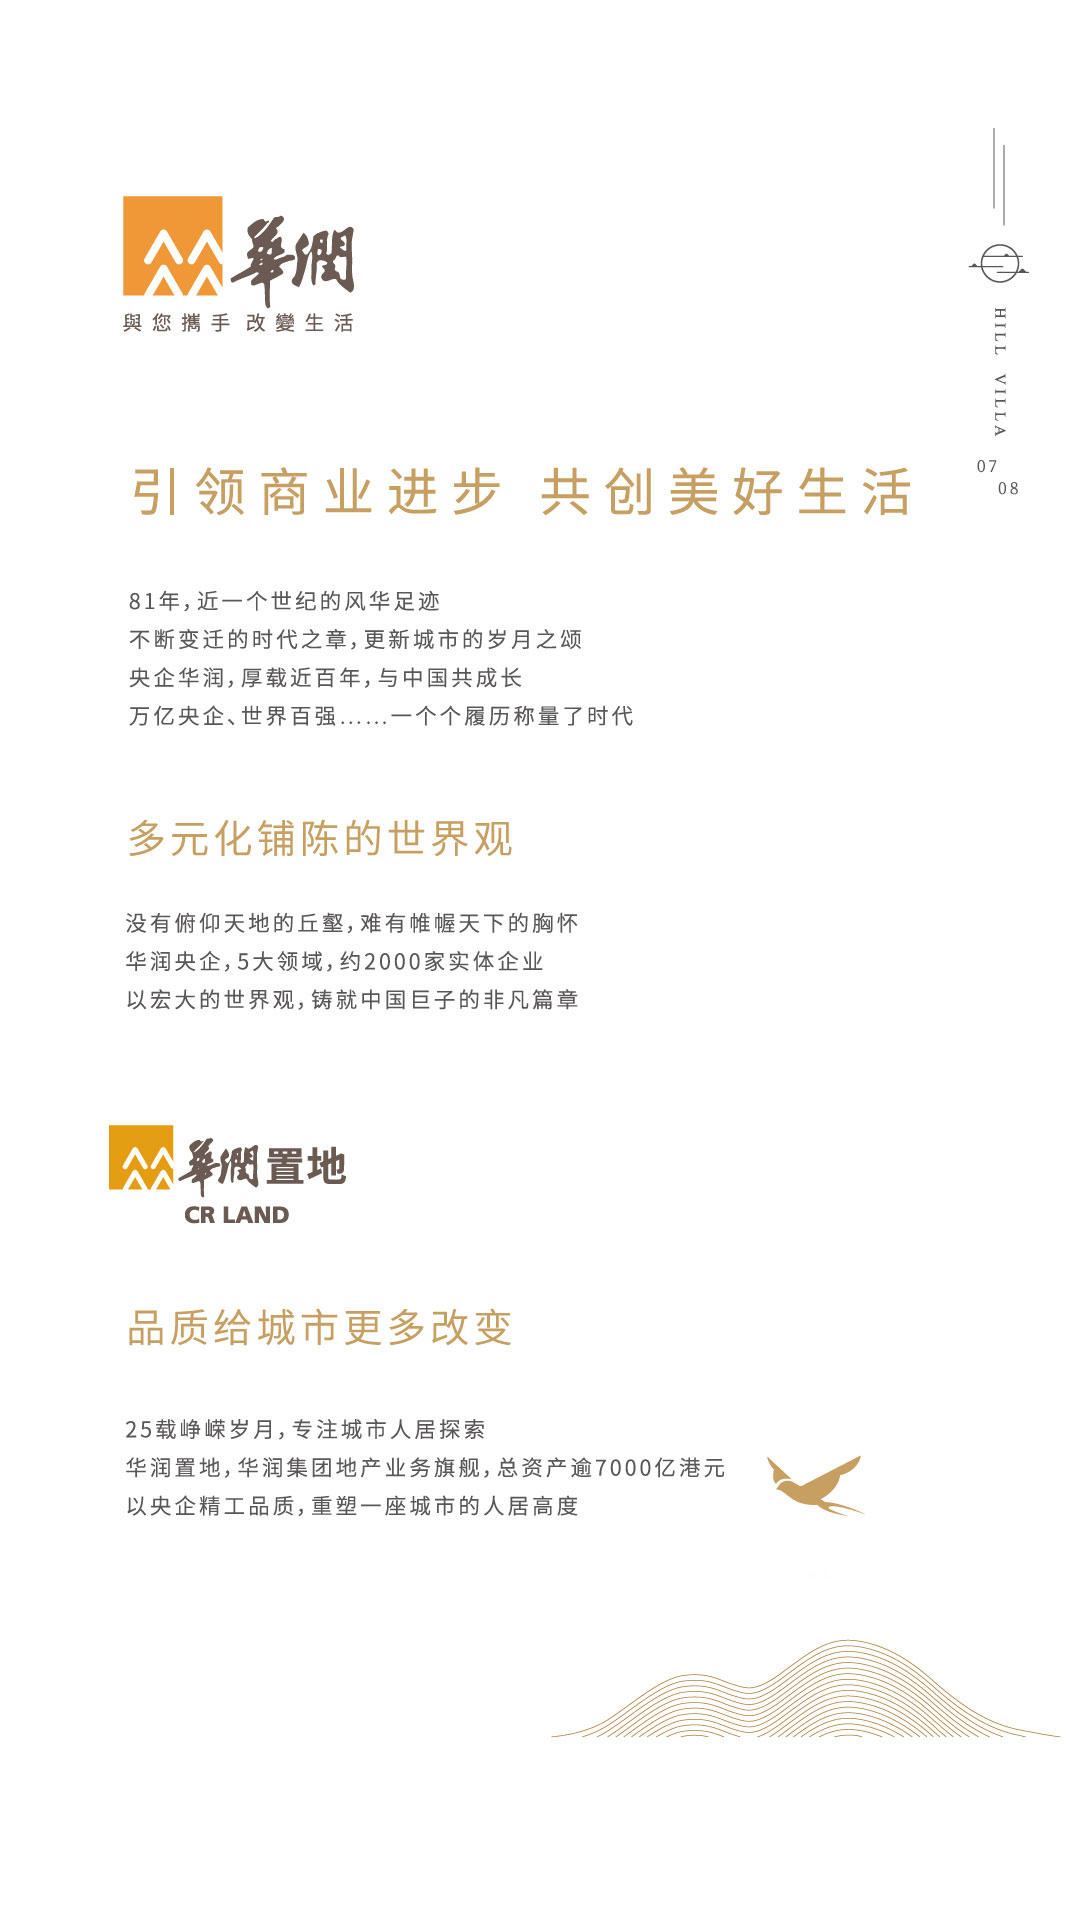 華潤
與您攜手 改變生活
HILL VILLA
07
08
引领商业进步 共创美好生活
81年，近一个世纪的风华足迹
不断变迁的时代之章，更新城市的岁月之颂
央企华润，厚载近百年，与中国共成长
万亿央企、世界百强……一个个履历称量了时代
多元化铺陈的世界观
没有俯仰天地的丘壑，难有帷幄天下的胸怀
华润央企，5大领域，约2000家实体企业
以宏大的世界观，铸就中国巨子的非凡篇章
華潤置地
CR LAND
品质给城市更多改变
25载峥嵘岁月，专注城市人居探索
华润置地，华润集团地产业务旗舰，总资产逾7000亿港元
以央企精工品质，重塑一座城市的人居高度